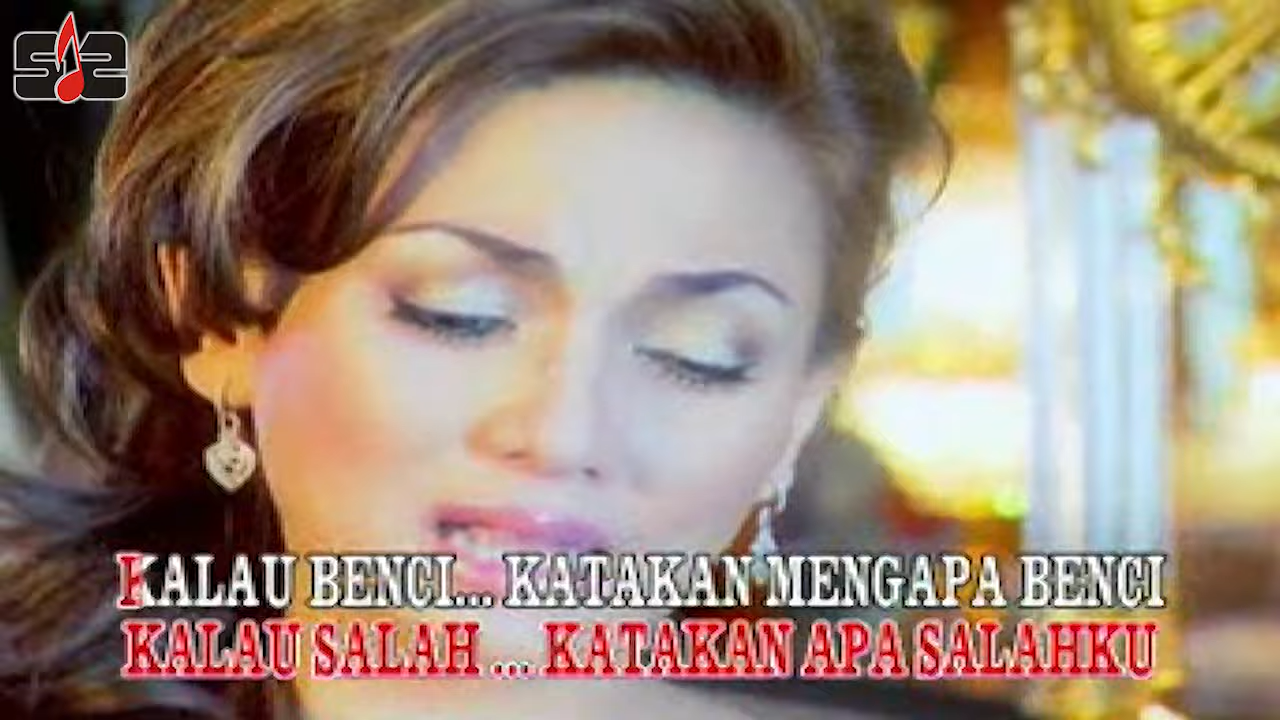 KALAU BENCI... KATAKAN MENGAPA BENCI
KALAU SALAH ... KATAKAN APA SALAHKU